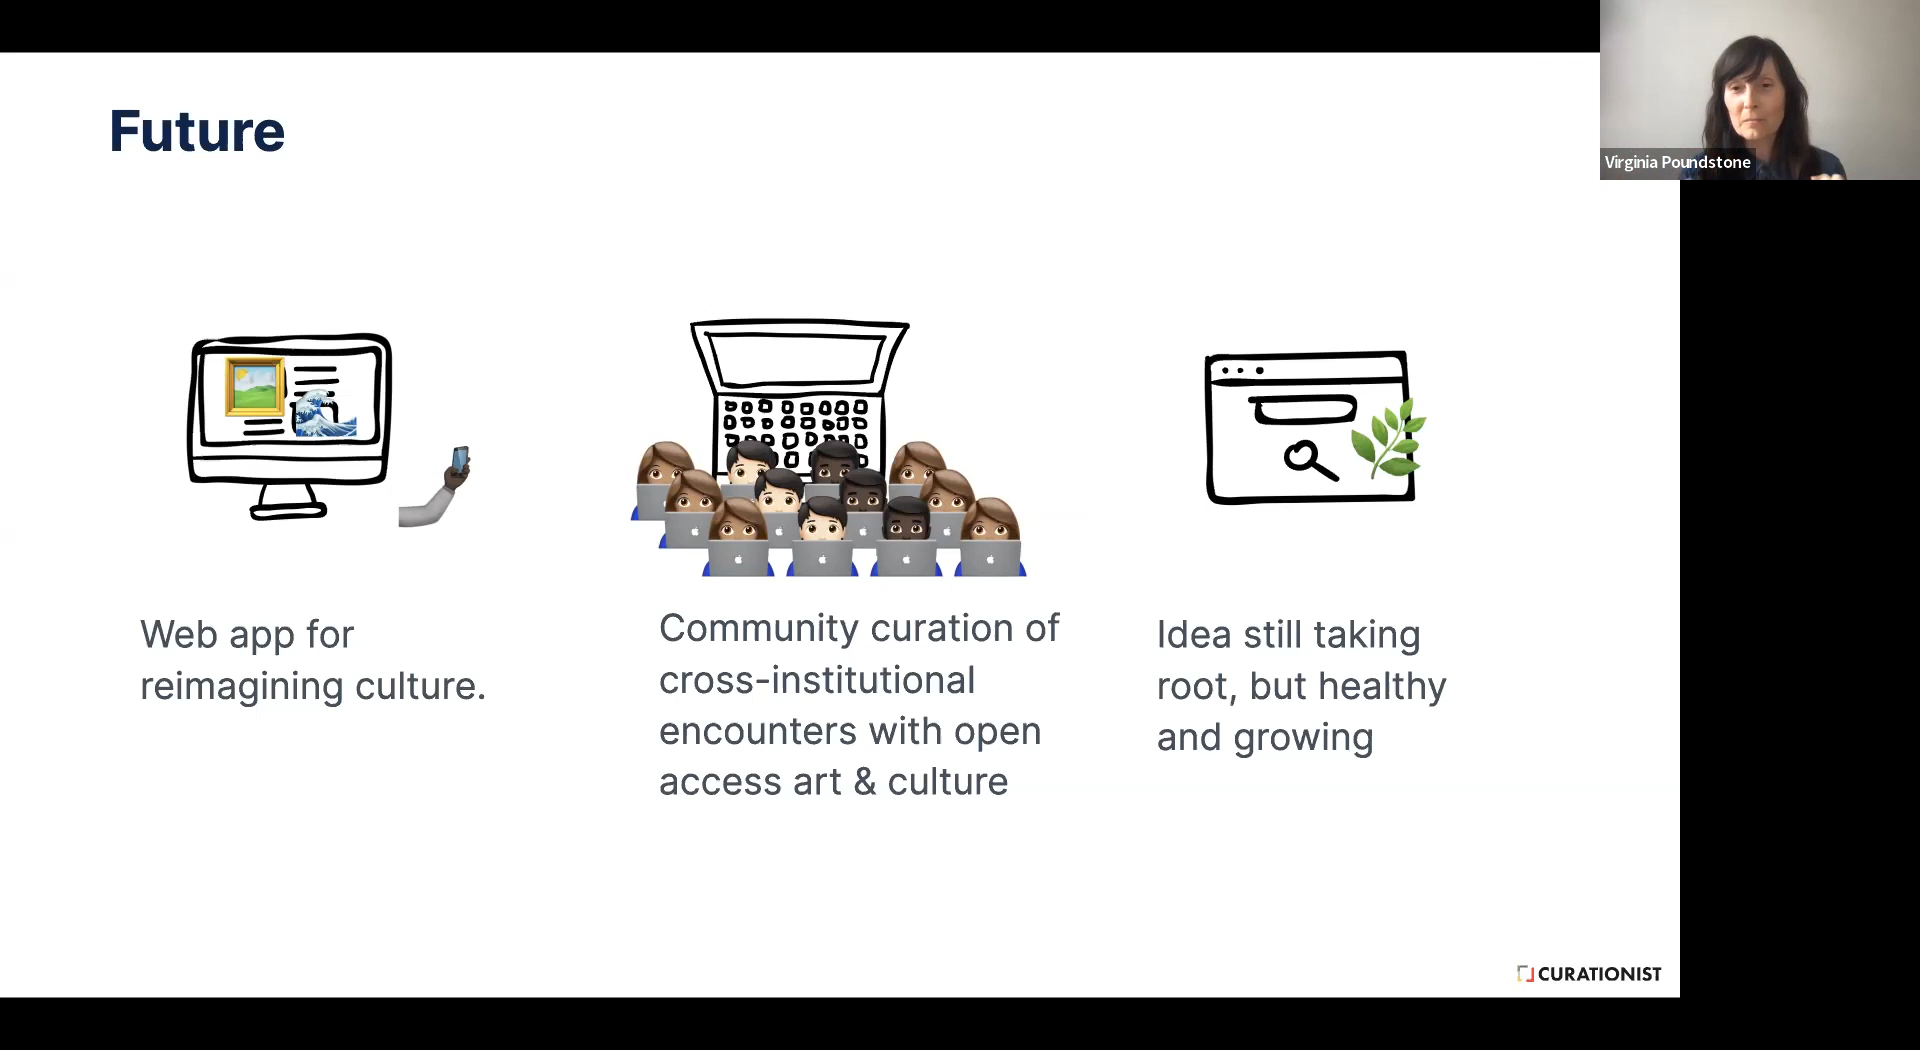 Future
Virginia Poundstone
Web app for
reimagining culture.
Community curation of
cross-institutional
encounters with open
access art & culture
Idea still taking
root, but healthy
and growing
CURATIONIST